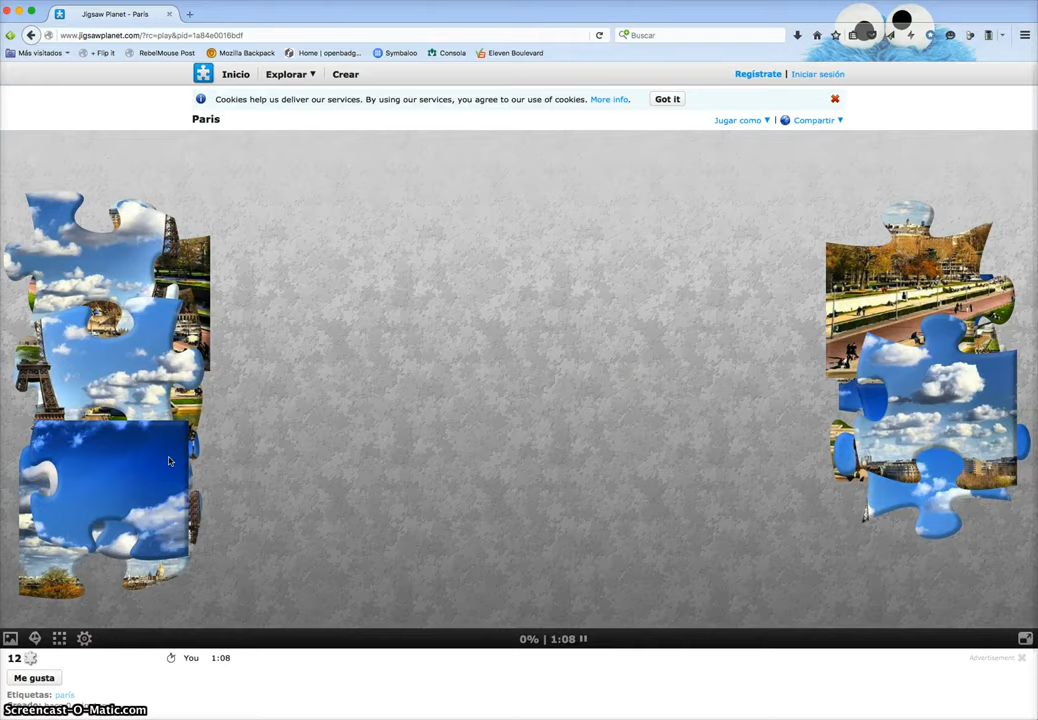 Jigsaw Planet - Paris
www.jigsawplanet.com/?rc=play&pid=1a84e0016bdf
Buscar
Más visitados
+ Flip it
RebelMouse Post
Mozilla Backpack
Home | openbadg...
Symbaloo
Consola
Eleven Boulevard
Inicio
Explorar
Crear
Regístrate | Iniciar sesión
Cookies help us deliver our services. By using our services, you agree to our use of cookies. More info.
Got it
Paris
Jugar como
Compartir
0% | 1:08
12
You 1:08
Advertisement
Me gusta
Etiquetas: parís
Screencast-O-Matic.com